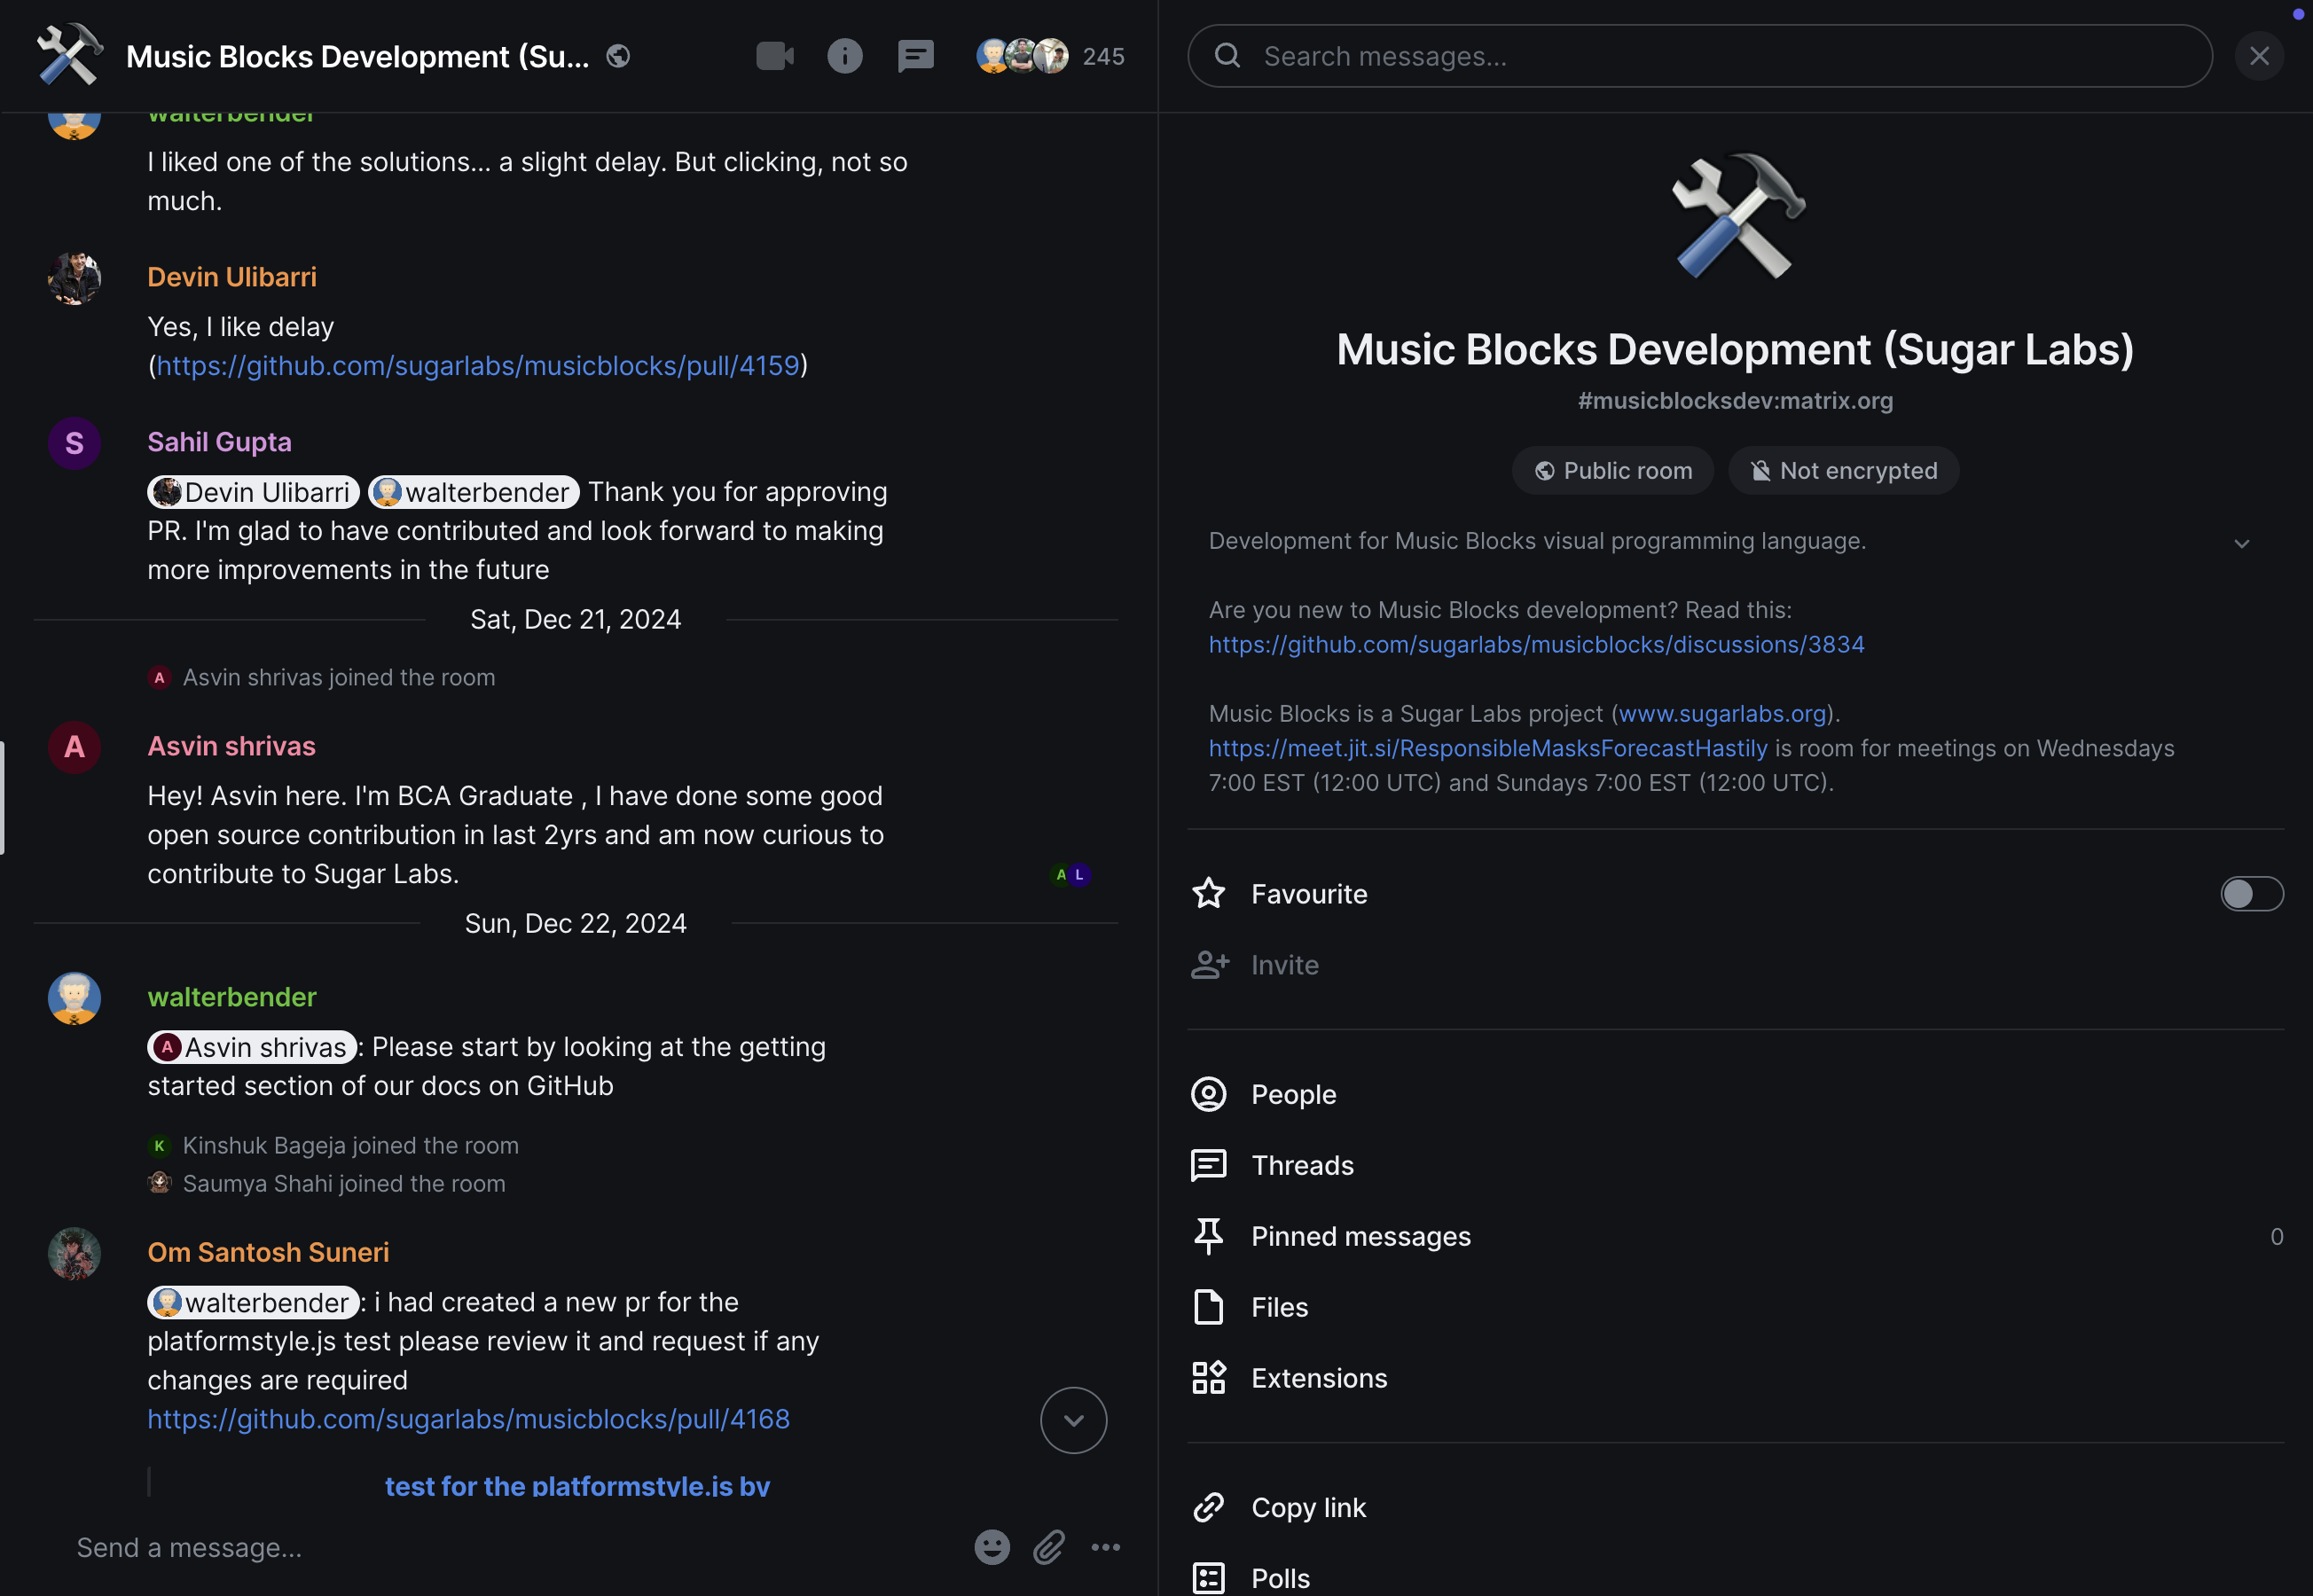 Music Blocks Development (Su...
245
walterbender
I liked one of the solutions... a slight delay. But clicking, not so
much.
Devin Ulibarri
Yes, I like delay
(https://github.com/sugarlabs/musicblocks/pull/4159)
S
Sahil Gupta
Devin Ulibarri walterbender Thank you for approving
PR. I'm glad to have contributed and look forward to making
more improvements in the future
Sat, Dec 21, 2024
A Asvin shrivas joined the room
A
Asvin shrivas
Hey! Asvin here. I'm BCA Graduate , I have done some good
open source contribution in last 2yrs and am now curious to
contribute to Sugar Labs.
A L
Sun, Dec 22, 2024
walterbender
A Asvin shrivas : Please start by looking at the getting
started section of our docs on GitHub
K Kinshuk Bageja joined the room
Saumya Shahi joined the room
Om Santosh Suneri
walterbender : i had created a new pr for the
platformstyle.js test please review it and request if any
changes are required
https://github.com/sugarlabs/musicblocks/pull/4168
test for the platformstyle.js by
Send a message...
Search messages...
Music Blocks Development (Sugar Labs)
#musicblocksdev:matrix.org
Public room
Not encrypted
Development for Music Blocks visual programming language.
Are you new to Music Blocks development? Read this:
https://github.com/sugarlabs/musicblocks/discussions/3834
Music Blocks is a Sugar Labs project (www.sugarlabs.org).
https://meet.jit.si/ResponsibleMasksForecastHastily is room for meetings on Wednesdays
7:00 EST (12:00 UTC) and Sundays 7:00 EST (12:00 UTC).
Favourite
Invite
People
Threads
Pinned messages
0
Files
Extensions
Copy link
Polls